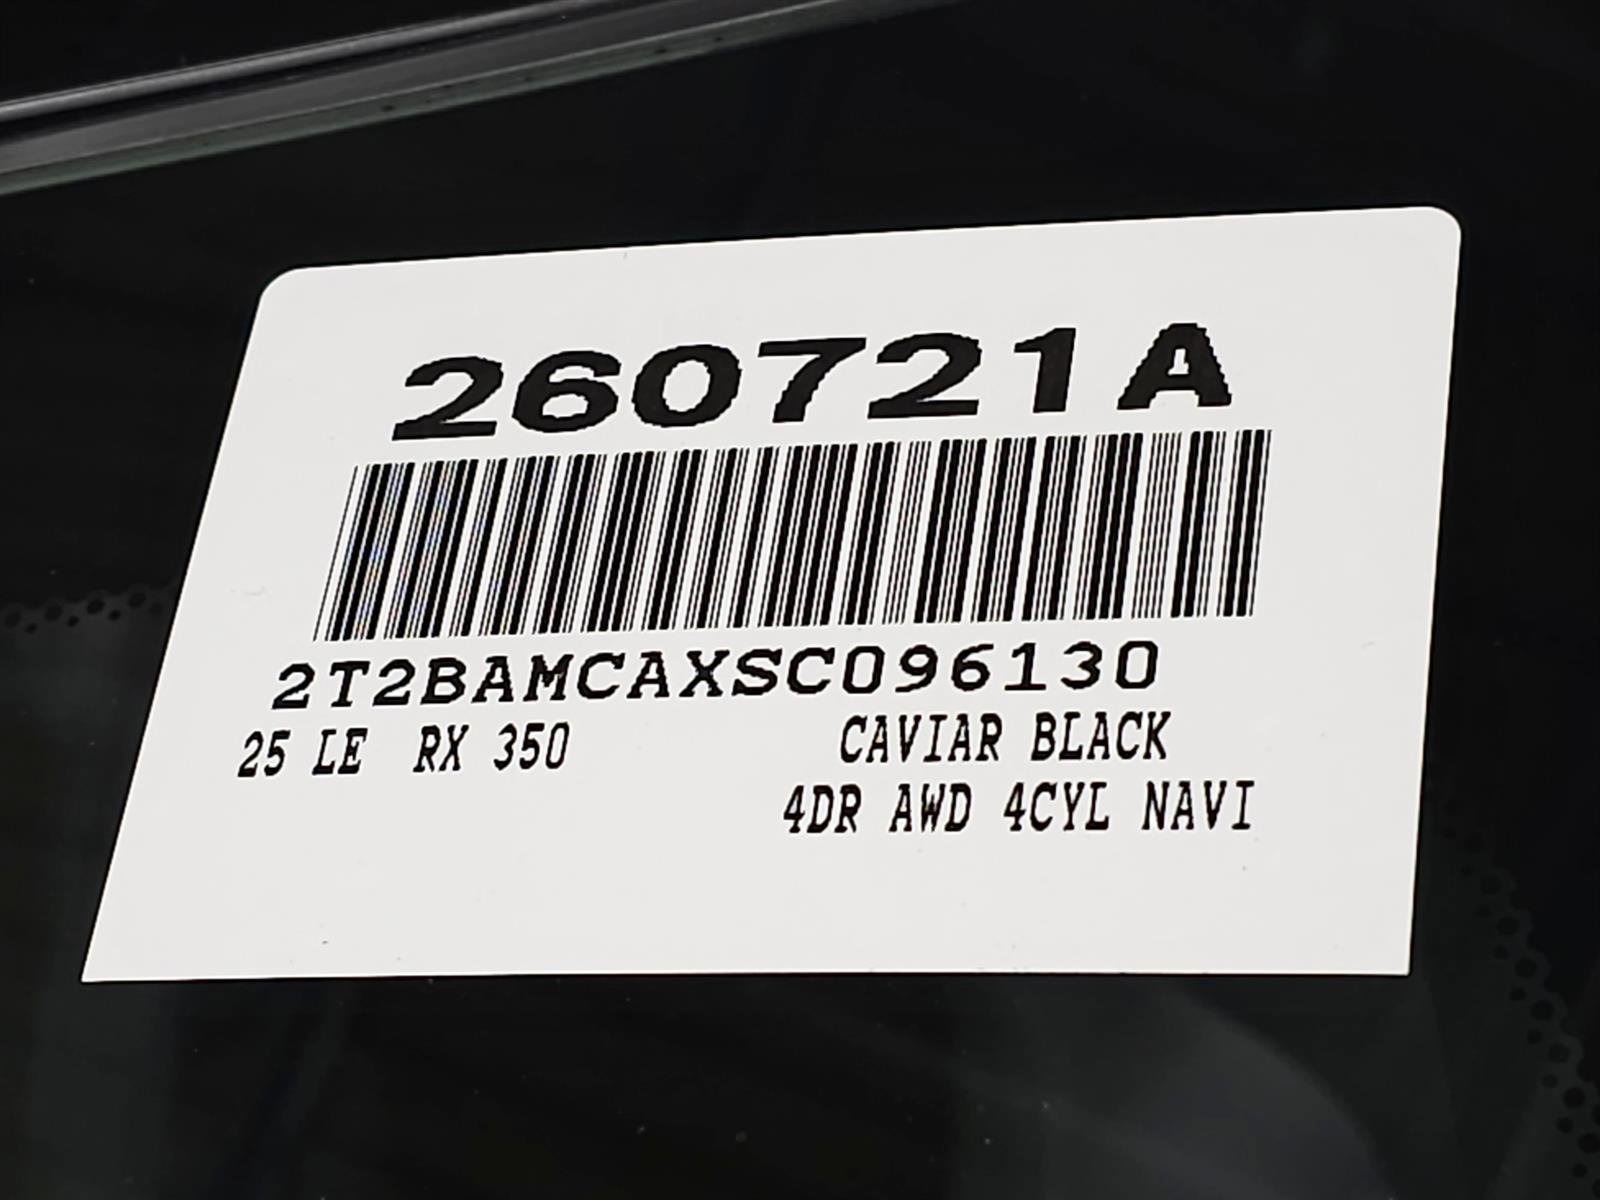 260721A
2T2BAMCAXSC096130
25 LE RX 350 CAVIAR BLACK
4DR AWD 4CYL NAVI